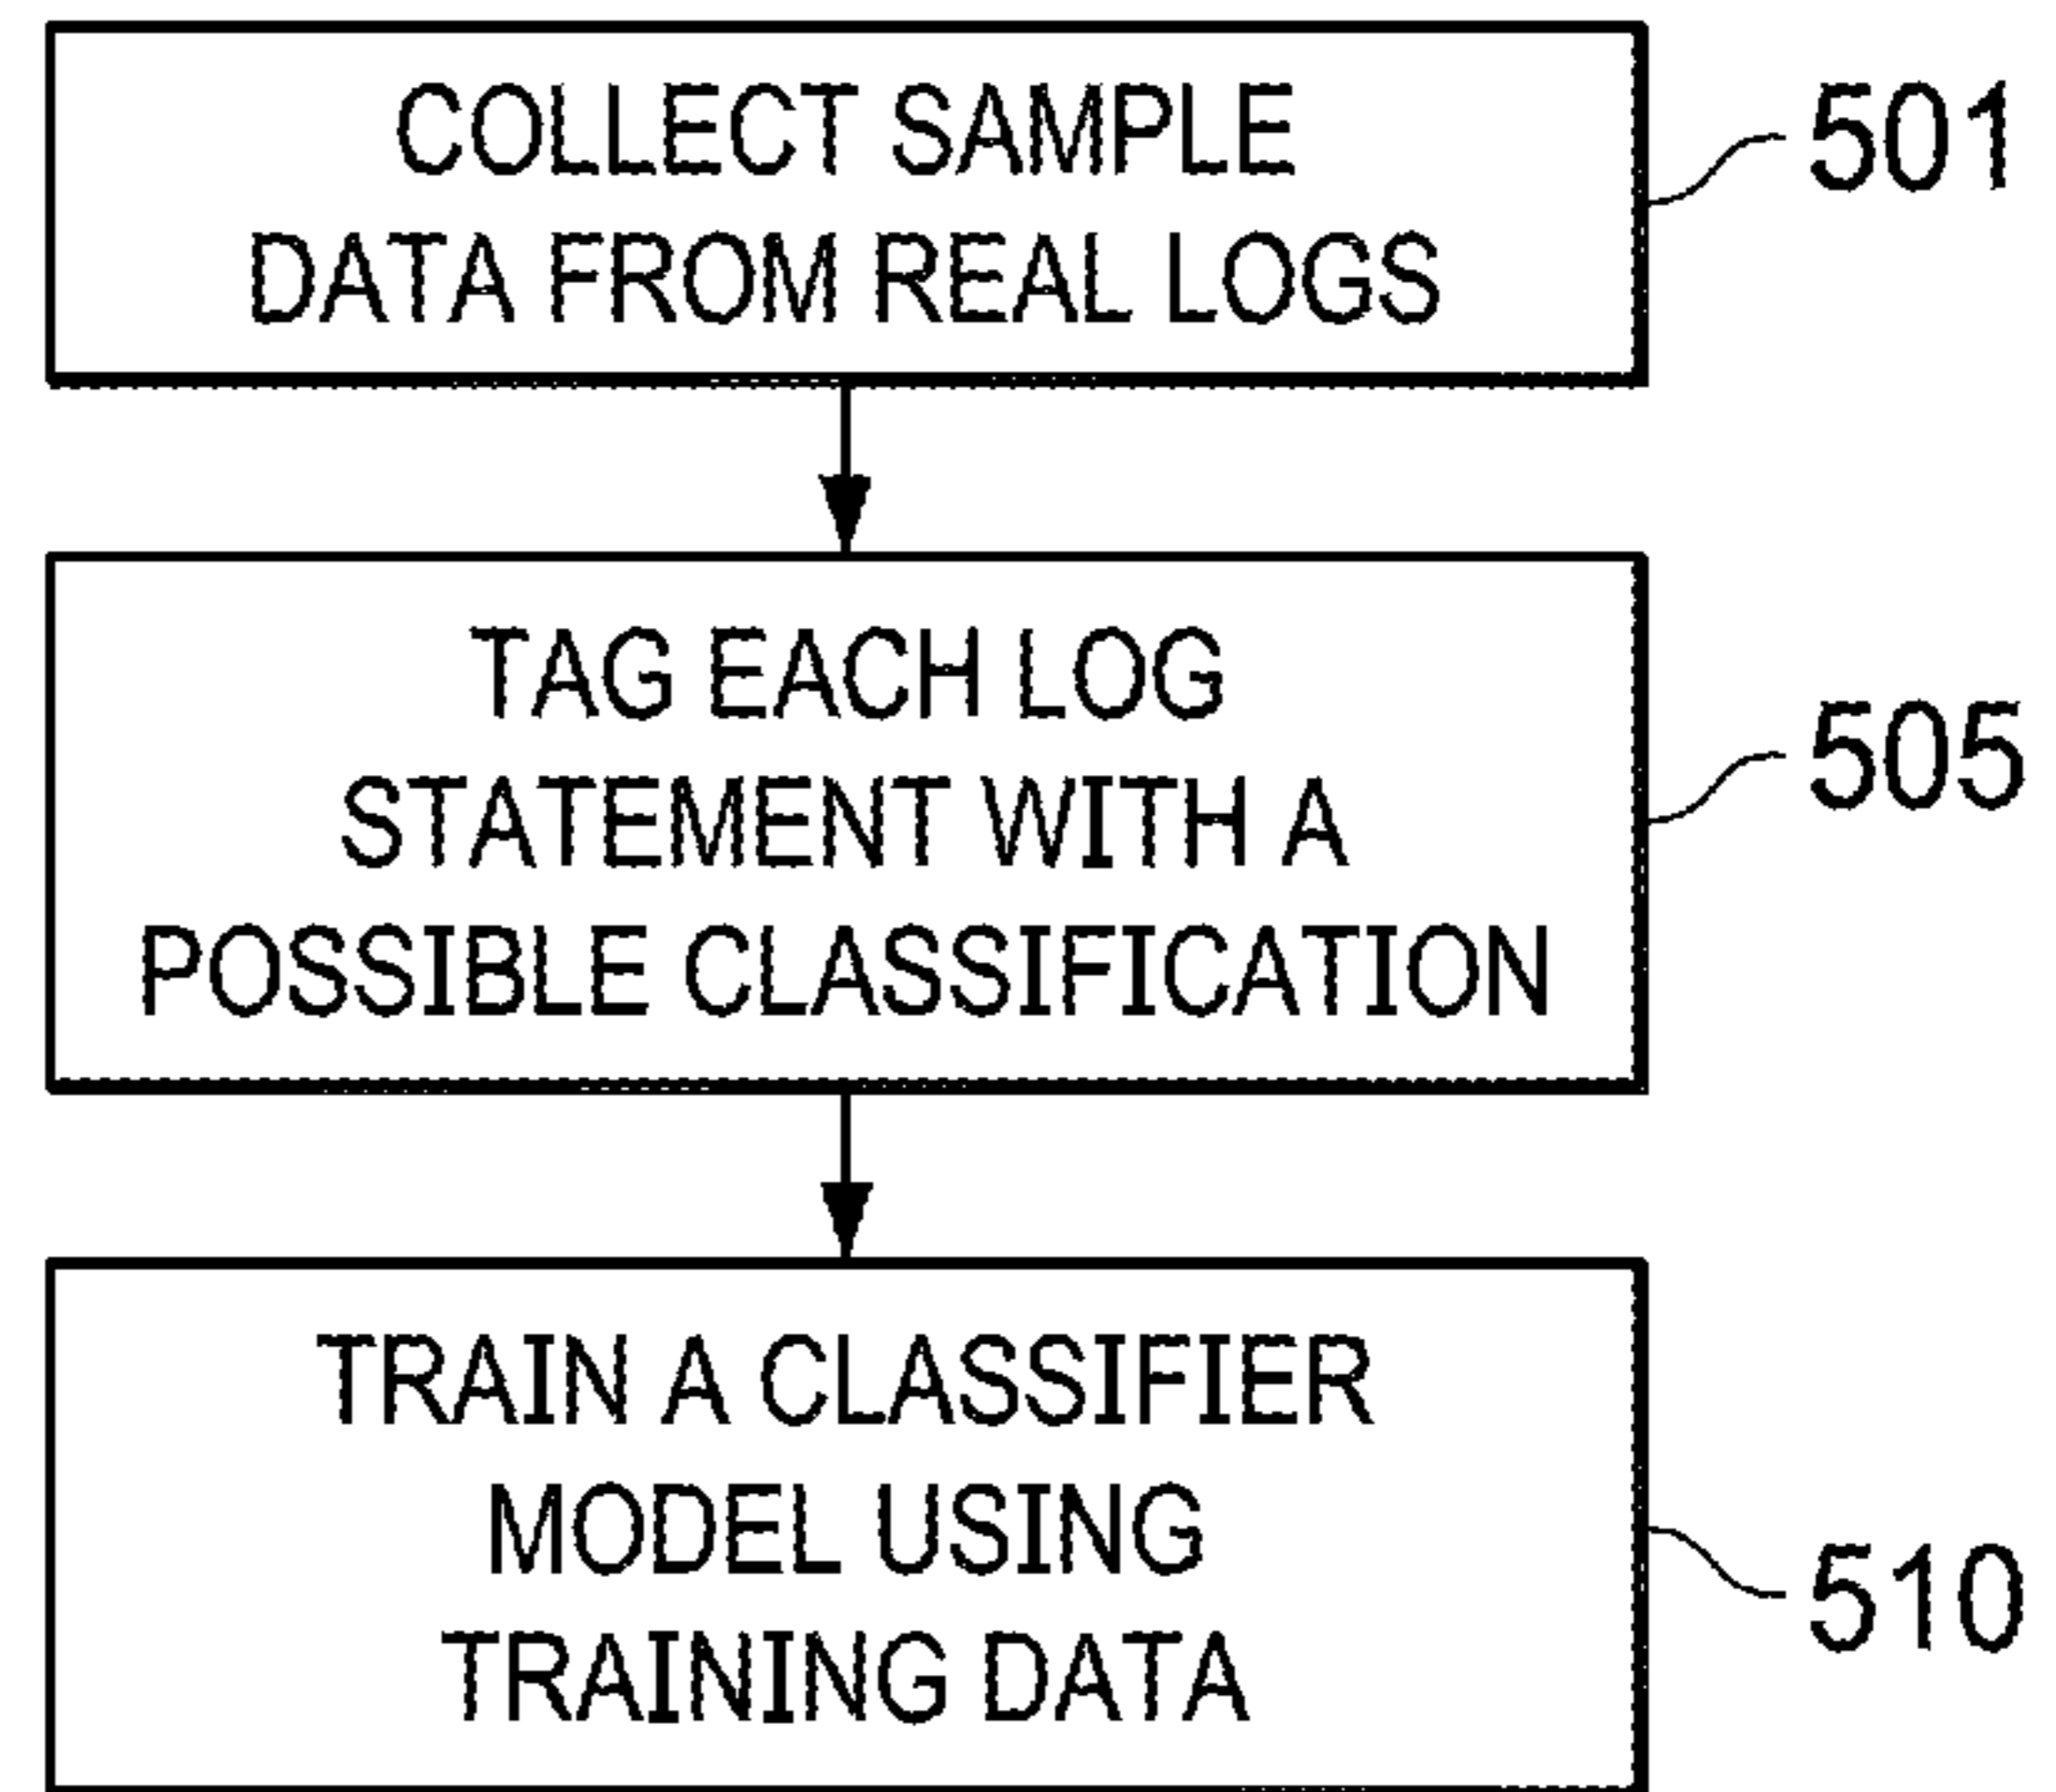 COLLECT SAMPLE
DATA FROM REAL LOGS
501
TAG EACH LOG
STATEMENT WITH A
POSSIBLE CLASSIFICATION
505
TRAIN A CLASSIFIER
MODEL USING
TRAINING DATA
510